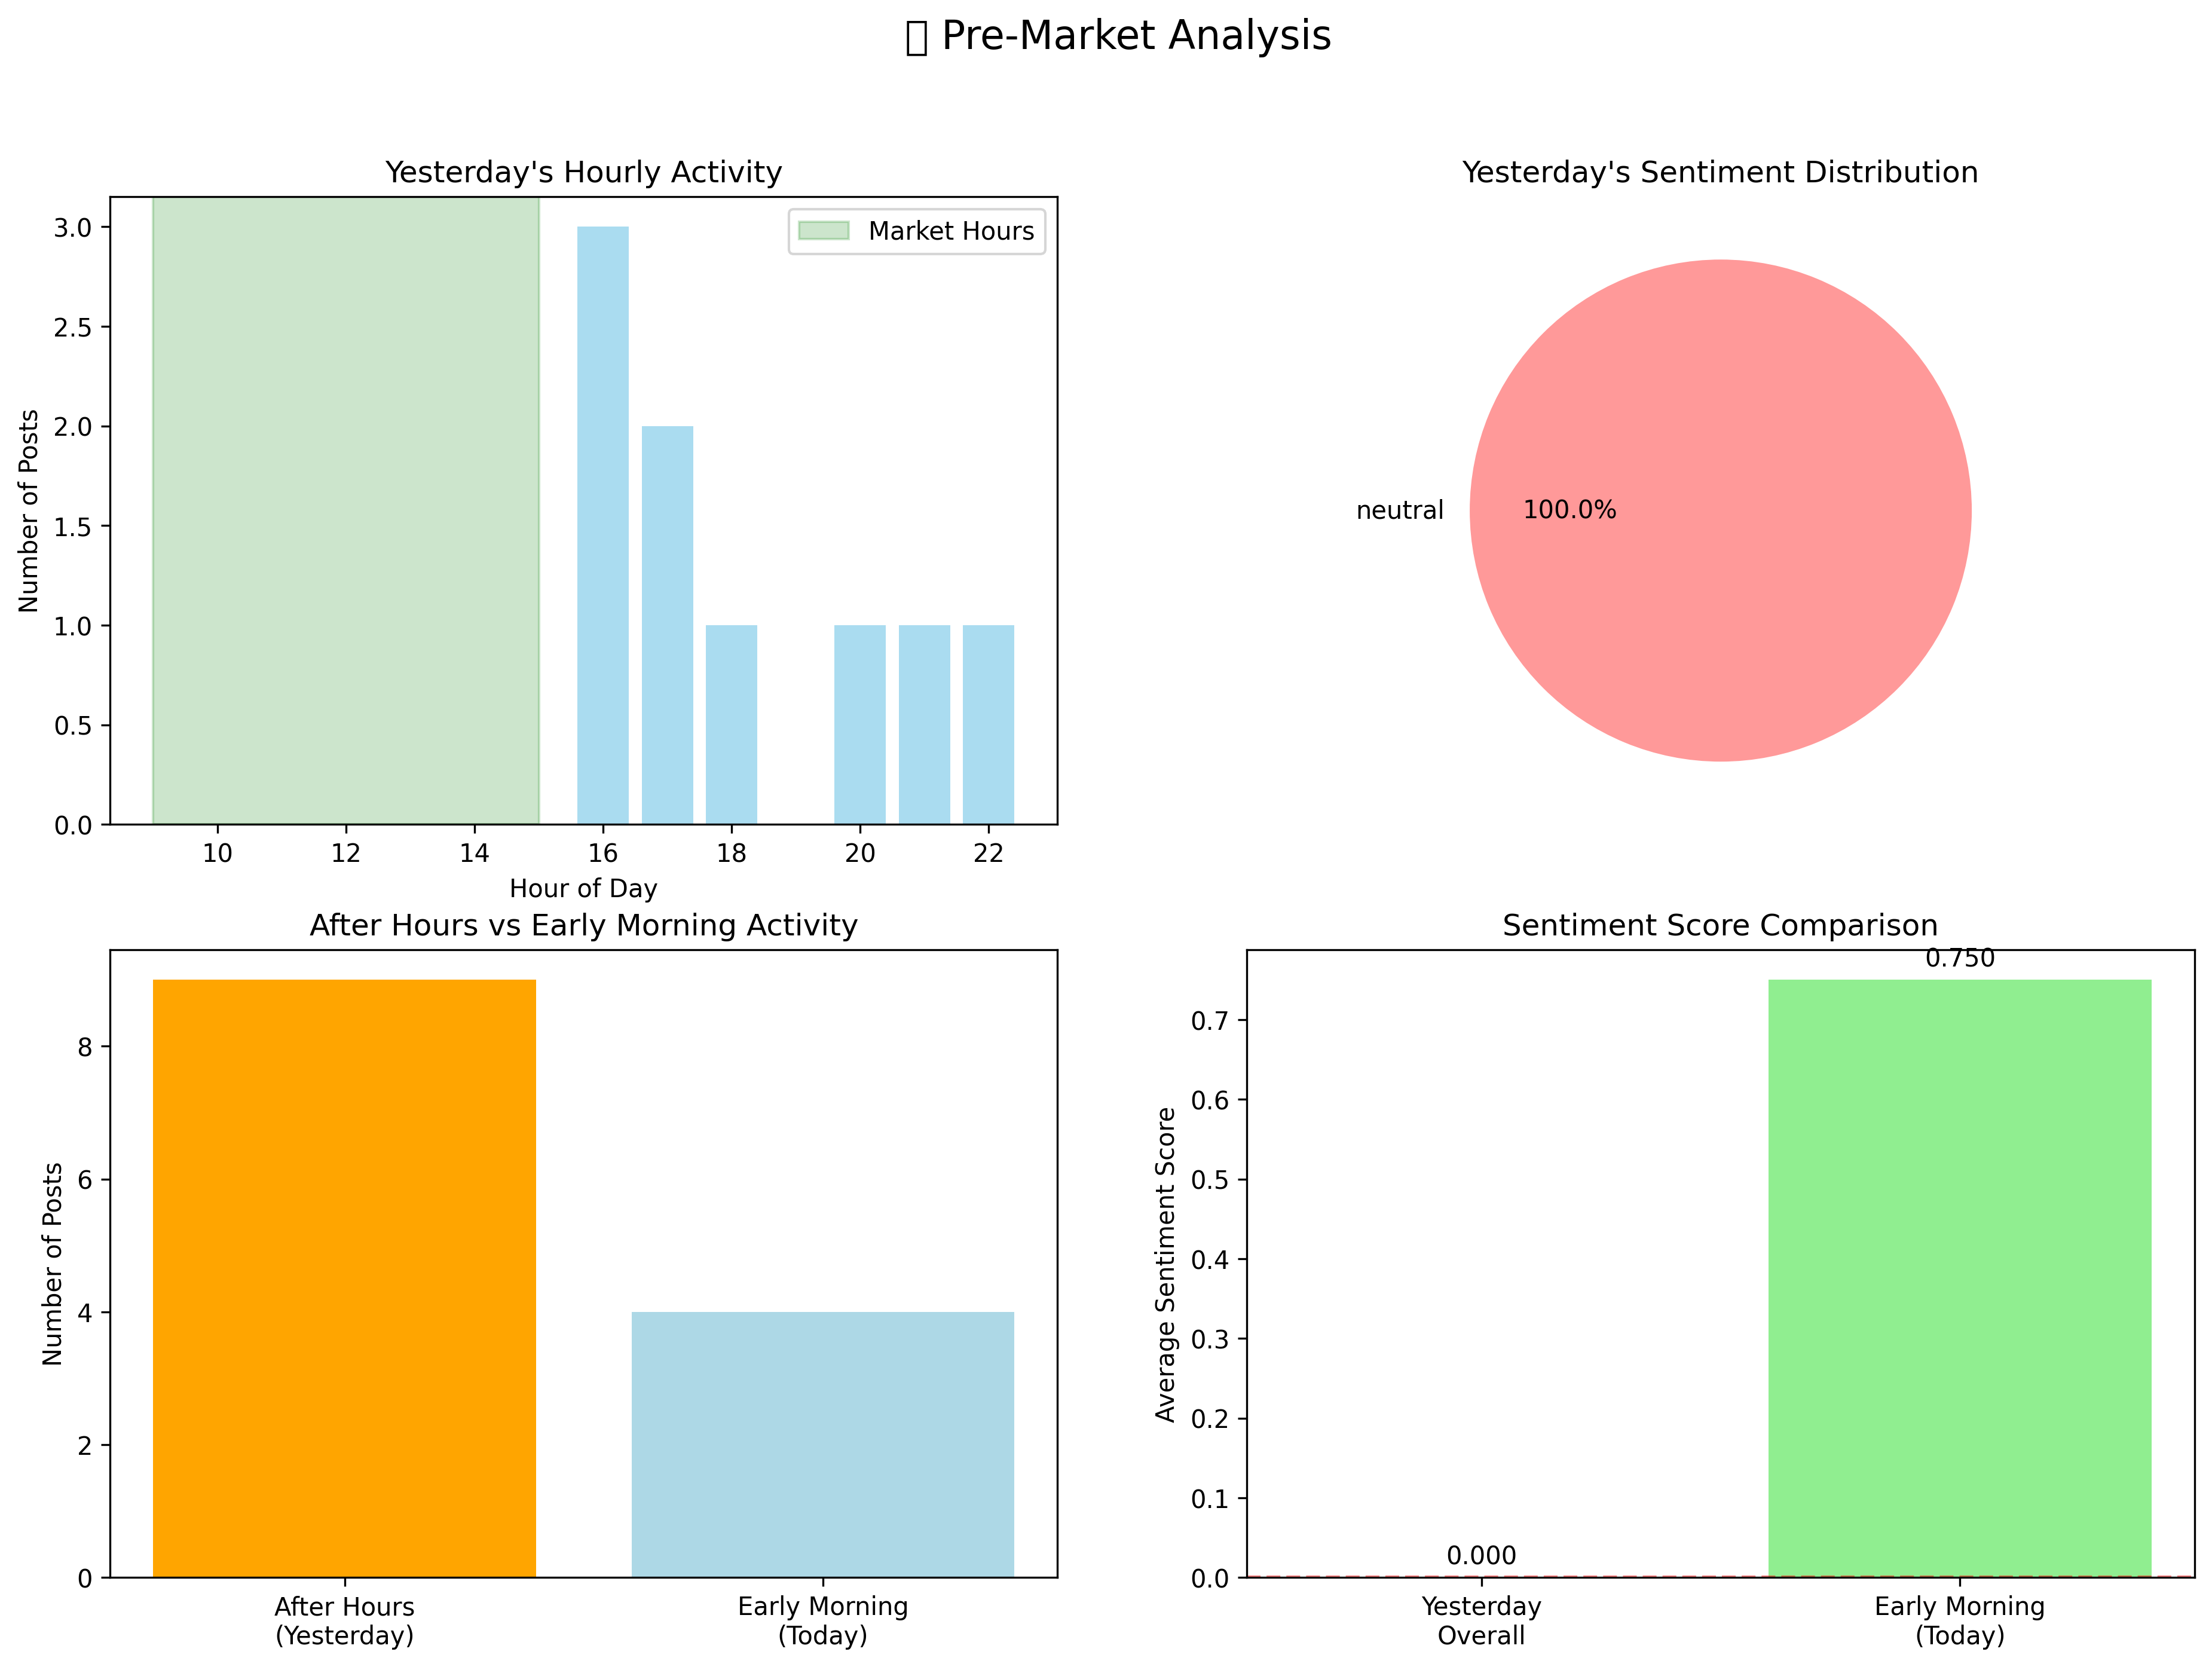 Pre-Market Analysis
Yesterday's Hourly Activity
Number of Posts
3.0
2.5
2.0
1.5
1.0
0.5
0.0
Market Hours
10 12 14 16 18 20 22
Hour of Day
Yesterday's Sentiment Distribution
neutral
100.0%
After Hours vs Early Morning Activity
Number of Posts
8
6
4
2
0
After Hours
(Yesterday)
Early Morning
(Today)
Sentiment Score Comparison
Average Sentiment Score
0.7
0.6
0.5
0.4
0.3
0.2
0.1
0.0
0.000
0.750
Yesterday
Overall
Early Morning
(Today)